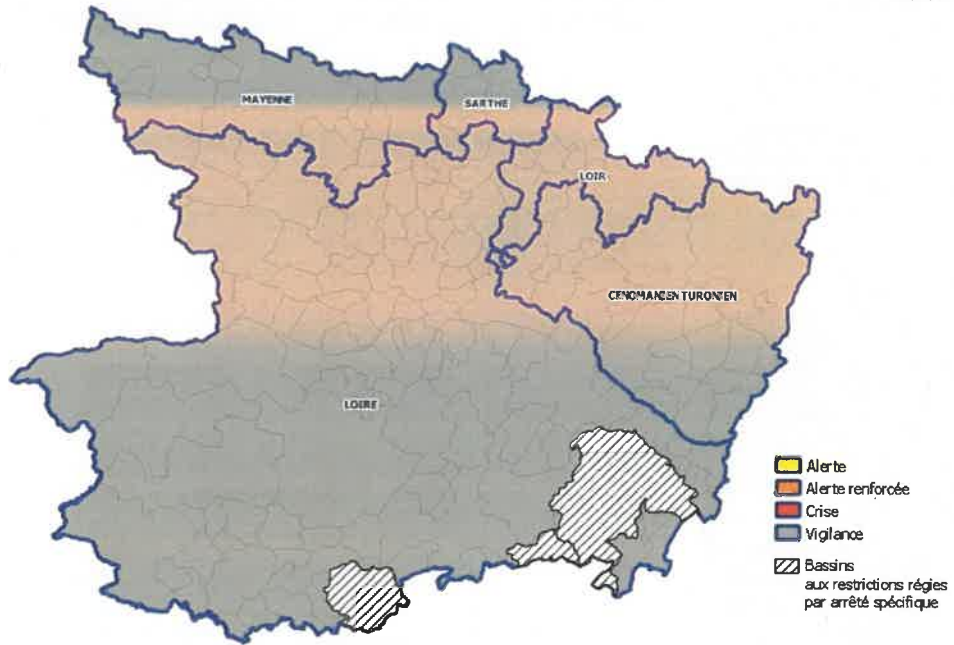 MAYENNE
SARTHE
LOIR
CENOMANIEN TURONIEN
LOIRE
Alerte
Alerte renforcée
Crise
Vigilance
Bassins
aux restrictions régies
par arrêté spécifique